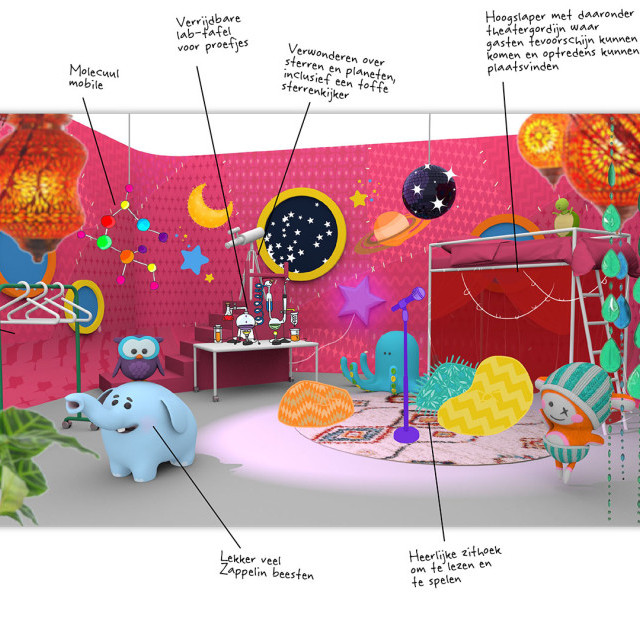 Molecuul
mobile
Verrijdbare
lab-tafel
voor proefjes
Verwonderen over
sterren en planeten,
inclusief een toffe
sterrenkijker
Hoogslaper met daaronder
theatergordijn waar
gasten tevoorschijn kunnen
komen en optredens kunnen
plaatsvinden
Lekker veel
Zappelin beesten
Heerlijke zithoek
om te lezen en
te spelen